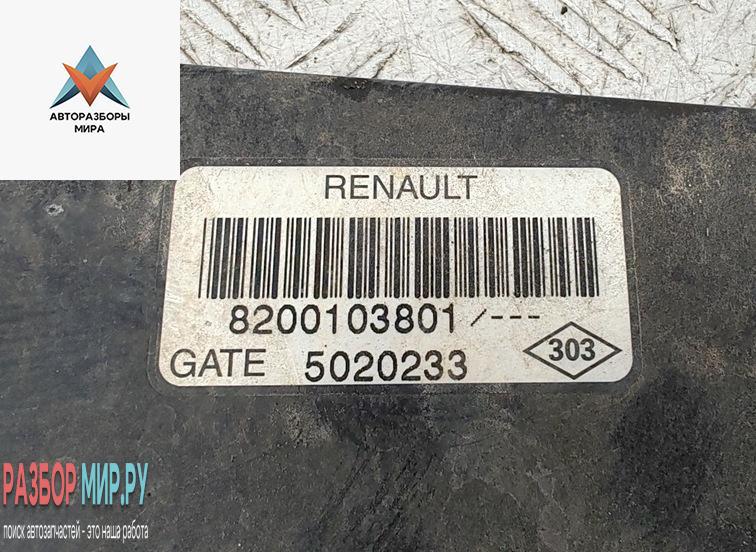 АВТОРАЗБОРЫ
МИРА
RENAULT
8200103801/---
GATE 5020233
303
РАЗБОР МИР.РУ
поиск автозапчастей - это наша работа